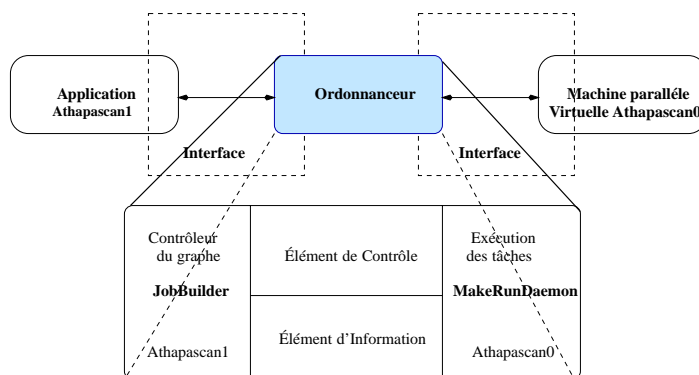 Application
Athapascan1
Ordonnanceur
Machine paralléle
Virtuelle Athapascan0
Interface
Interface
Contrôleur
du graphe
JobBuilder
Athapascan1
Élément de Contrôle
Élément d'Information
Exécution
des tâches
MakeRunDaemon
Athapascan0